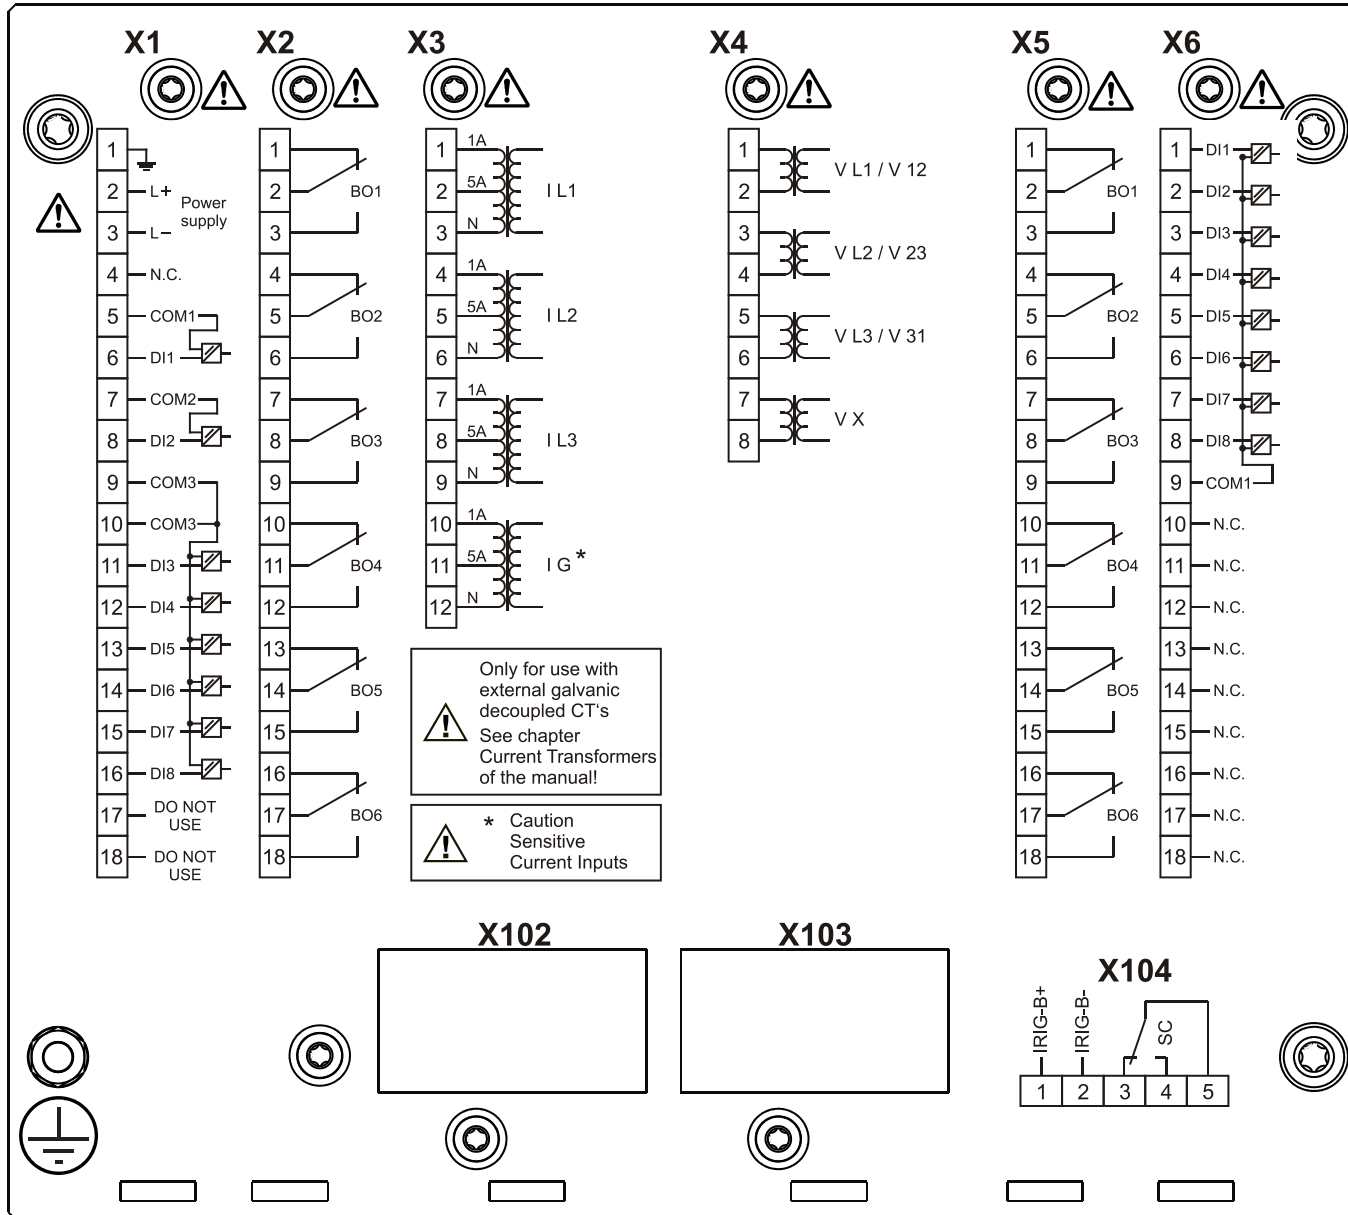 X1
1
2 L+
3 L–
Power
supply
4 N.C.
5 COM1
6 DI1
7 COM2
8 DI2
9 COM3
10 COM3
11 DI3
12 DI4
13 DI5
14 DI6
15 DI7
16 DI8
17 DO NOT
USE
18 DO NOT
USE
X2
1
2 BO1
3
4
5 BO2
6
7
8 BO3
9
10
11 BO4
12
13
14 BO5
15
16
17 BO6
18
X3
1 1A
2 5A I L1
3 N
4 1A
5 5A I L2
6 N
7 1A
8 5A I L3
9 N
10 1A
11 5A I G *
12 N
Only for use with
external galvanic
decoupled CT‘s
See chapter
Current Transformers
of the manual!
* Caution
Sensitive
Current Inputs
X4
1
V L1 / V 12
2
3
V L2 / V 23
4
5
V L3 / V 31
6
7
V X
8
X5
1
2 BO1
3
4
5 BO2
6
7
8 BO3
9
10
11 BO4
12
13
14 BO5
15
16
17 BO6
18
X6
1 DI1
2 DI2
3 DI3
4 DI4
5 DI5
6 DI6
7 DI7
8 DI8
9 COM1
10 N.C.
11 N.C.
12 N.C.
13 N.C.
14 N.C.
15 N.C.
16 N.C.
17 N.C.
18 N.C.
X102
X103
X104
IRIG-B+
IRIG-B-
SC
1 2 3 4 5